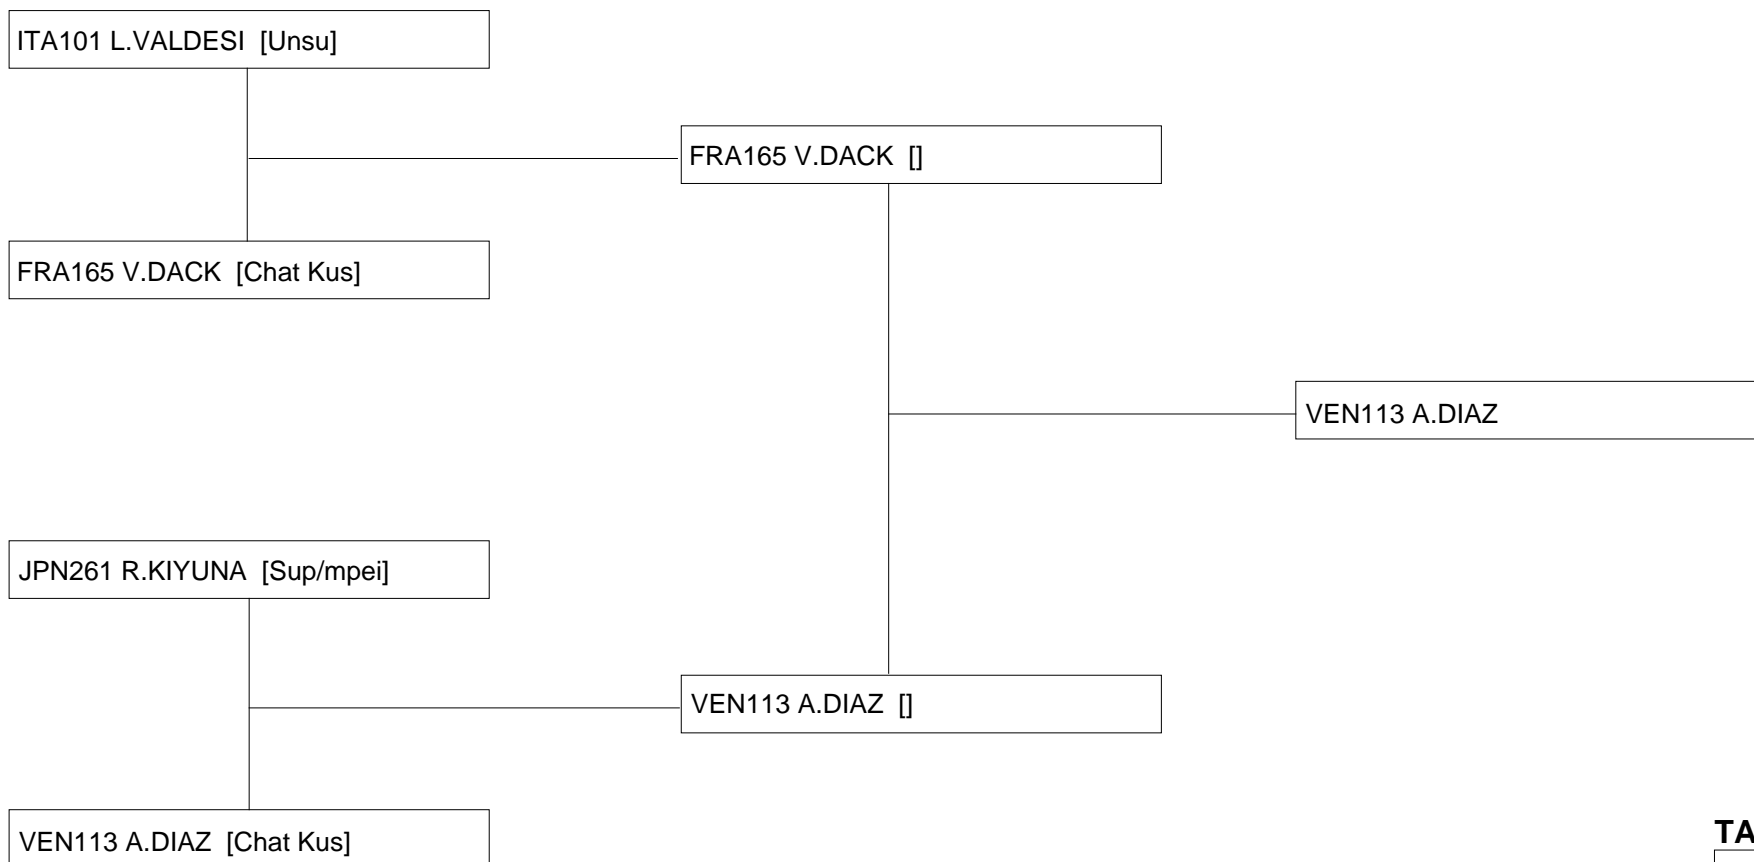 ITA101 L.VALDESI [Unsu]
FRA165 V.DACK []
FRA165 V.DACK [Chat Kus]
VEN113 A.DIAZ
JPN261 R.KIYUNA [Sup/mpei]
VEN113 A.DIAZ []
VEN113 A.DIAZ [Chat Kus]
TA